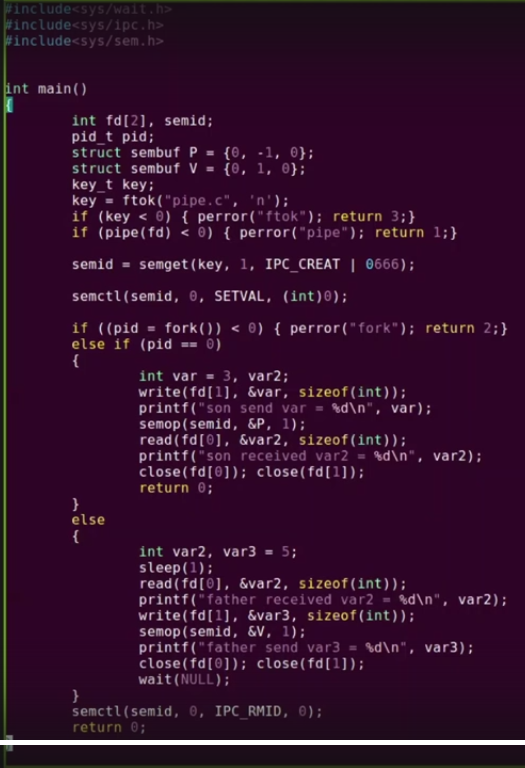 #include<sys/wait.h>
#include<sys/ipc.h>
#include<sys/sem.h>
int main()
{
int fd[2], semid;
pid_t pid;
struct sembuf P = {0, -1, 0};
struct sembuf V = {0, 1, 0};
key_t key;
key = ftok("pipe.c", 'n');
if (key < 0) { perror("ftok"); return 3;}
if (pipe(fd) < 0) { perror("pipe"); return 1;}
semid = semget(key, 1, IPC_CREAT | 0666);
semctl(semid, 0, SETVAL, (int)0);
if ((pid = fork()) < 0) { perror("fork"); return 2;}
else if (pid == 0)
{
int var = 3, var2;
write(fd[1], &var, sizeof(int));
printf("son send var = %d\n", var);
semop(semid, &P, 1);
read(fd[0], &var2, sizeof(int));
printf("son received var2 = %d\n", var2);
close(fd[0]); close(fd[1]);
return 0;
}
else
{
int var2, var3 = 5;
sleep(1);
read(fd[0], &var2, sizeof(int));
printf("father received var2 = %d\n", var2);
write(fd[1], &var3, sizeof(int));
semop(semid, &V, 1);
printf("father send var3 = %d\n", var3);
close(fd[0]); close(fd[1]);
wait(NULL);
}
semctl(semid, 0, IPC_RMID, 0);
return 0;